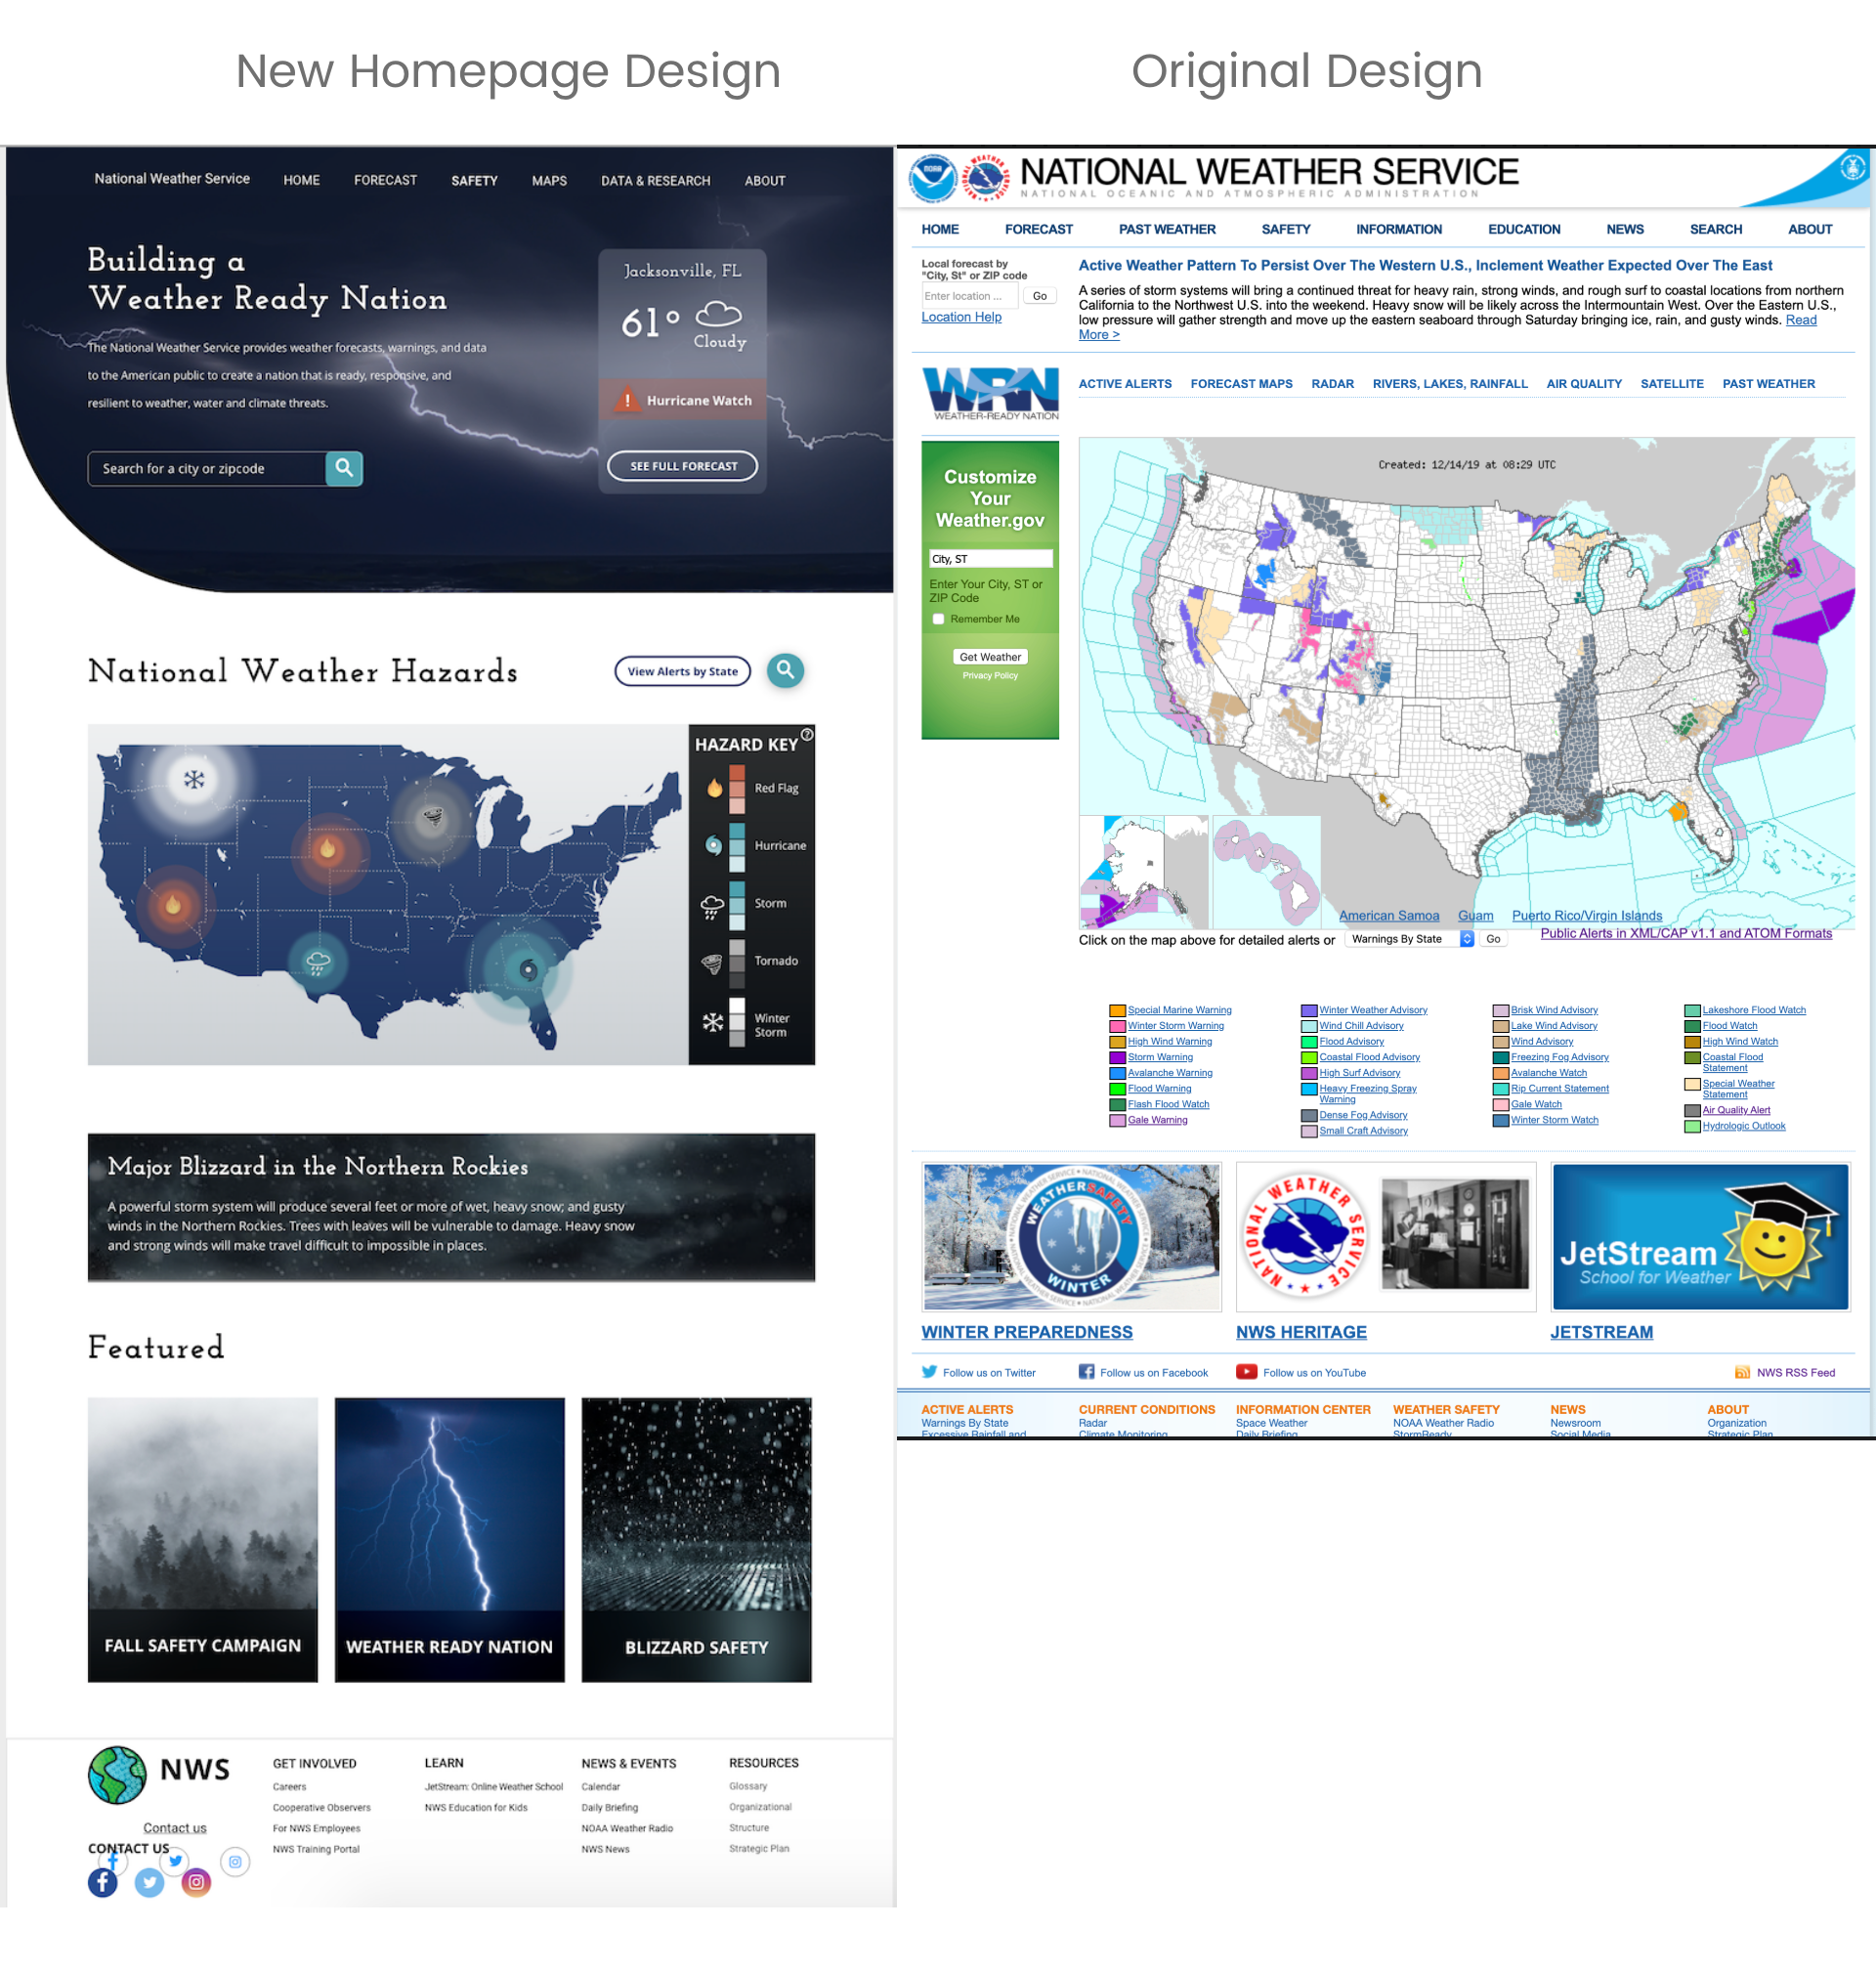 New Homepage Design
Original Design
National Weather Service
HOME
FORECAST
SAFETY
MAPS
DATA & RESEARCH
ABOUT
Building a
Weather Ready Nation
The National Weather Service provides weather forecasts, warnings, and data
to the American public to create a nation that is ready, responsive, and
resilient to weather, water and climate threats.
Search for a city or zipcode
Jacksonville, FL
61°
Cloudy
! Hurricane Watch
SEE FULL FORECAST
National Weather Hazards
View Alerts by State
HAZARD KEY ?
Red Flag
Hurricane
Storm
Tornado
Winter
Storm
Major Blizzard in the Northern Rockies
A powerful storm system will produce several feet or more of wet, heavy snow; and gusty
winds in the Northern Rockies. Trees with leaves will be vulnerable to damage. Heavy snow
and strong winds will make travel difficult to impossible in places.
Featured
FALL SAFETY CAMPAIGN
WEATHER READY NATION
BLIZZARD SAFETY
NWS
Contact us
CONTACT US
GET INVOLVED
Careers
Cooperative Observers
For NWS Employees
NWS Training Portal
LEARN
JetStream: Online Weather School
NWS Education for Kids
NEWS & EVENTS
Calendar
Daily Briefing
NOAA Weather Radio
NWS News
RESOURCES
Glossary
Organizational
Structure
Strategic Plan
NOAA
NATIONAL WEATHER SERVICE
NATIONAL OCEANIC AND ATMOSPHERIC ADMINISTRATION
HOME
FORECAST
PAST WEATHER
SAFETY
INFORMATION
EDUCATION
NEWS
SEARCH
ABOUT
Local forecast by
"City, St" or ZIP code
Enter location ...
Go
Location Help
Active Weather Pattern To Persist Over The Western U.S., Inclement Weather Expected Over The East
A series of storm systems will bring a continued threat for heavy rain, strong winds, and rough surf to coastal locations from northern
California to the Northwest U.S. into the weekend. Heavy snow will be likely across the Intermountain West. Over the Eastern U.S.,
low pressure will gather strength and move up the eastern seaboard through Saturday bringing ice, rain, and gusty winds. Read
More >
WRN
WEATHER-READY NATION
ACTIVE ALERTS
FORECAST MAPS
RADAR
RIVERS, LAKES, RAINFALL
AIR QUALITY
SATELLITE
PAST WEATHER
Customize
Your
Weather.gov
City, ST
Enter Your City, ST or
ZIP Code
Remember Me
Get Weather
Privacy Policy
Created: 12/14/19 at 08:29 UTC
American Samoa
Guam
Puerto Rico/Virgin Islands
Click on the map above for detailed alerts or
Warnings By State
Go
Public Alerts in XML/CAP v1.1 and ATOM Formats
Special Marine Warning
Winter Storm Warning
High Wind Warning
Storm Warning
Avalanche Warning
Flood Warning
Flash Flood Watch
Gale Warning
Winter Weather Advisory
Wind Chill Advisory
Flood Advisory
Coastal Flood Advisory
High Surf Advisory
Heavy Freezing Spray
Warning
Dense Fog Advisory
Small Craft Advisory
Brisk Wind Advisory
Lake Wind Advisory
Wind Advisory
Freezing Fog Advisory
Avalanche Watch
Rip Current Statement
Gale Watch
Winter Storm Watch
Lakeshore Flood Watch
Flood Watch
High Wind Watch
Coastal Flood
Statement
Special Weather
Statement
Air Quality Alert
Hydrologic Outlook
WEATHER SAFETY
WINTER
NATIONAL WEATHER SERVICE
JetStream
School for Weather
WINTER PREPAREDNESS
NWS HERITAGE
JETSTREAM
Follow us on Twitter
Follow us on Facebook
Follow us on YouTube
NWS RSS Feed
ACTIVE ALERTS
Warnings By State
Excessive Rainfall and
CURRENT CONDITIONS
Radar
Climate Monitoring
INFORMATION CENTER
Space Weather
Daily Briefing
WEATHER SAFETY
NOAA Weather Radio
StormReady
NEWS
Newsroom
Social Media
ABOUT
Organization
Strategic Plan